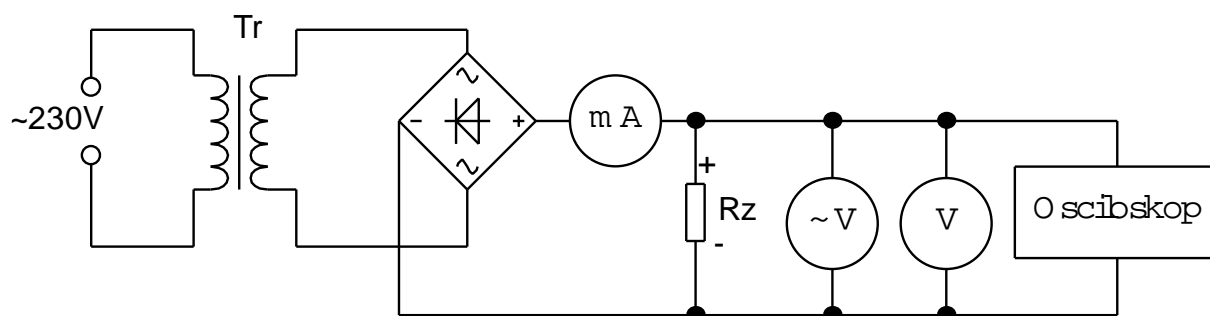 Tr
~230V
~
- +
~
m A
+
Rz
-
~V
V
O scibskop